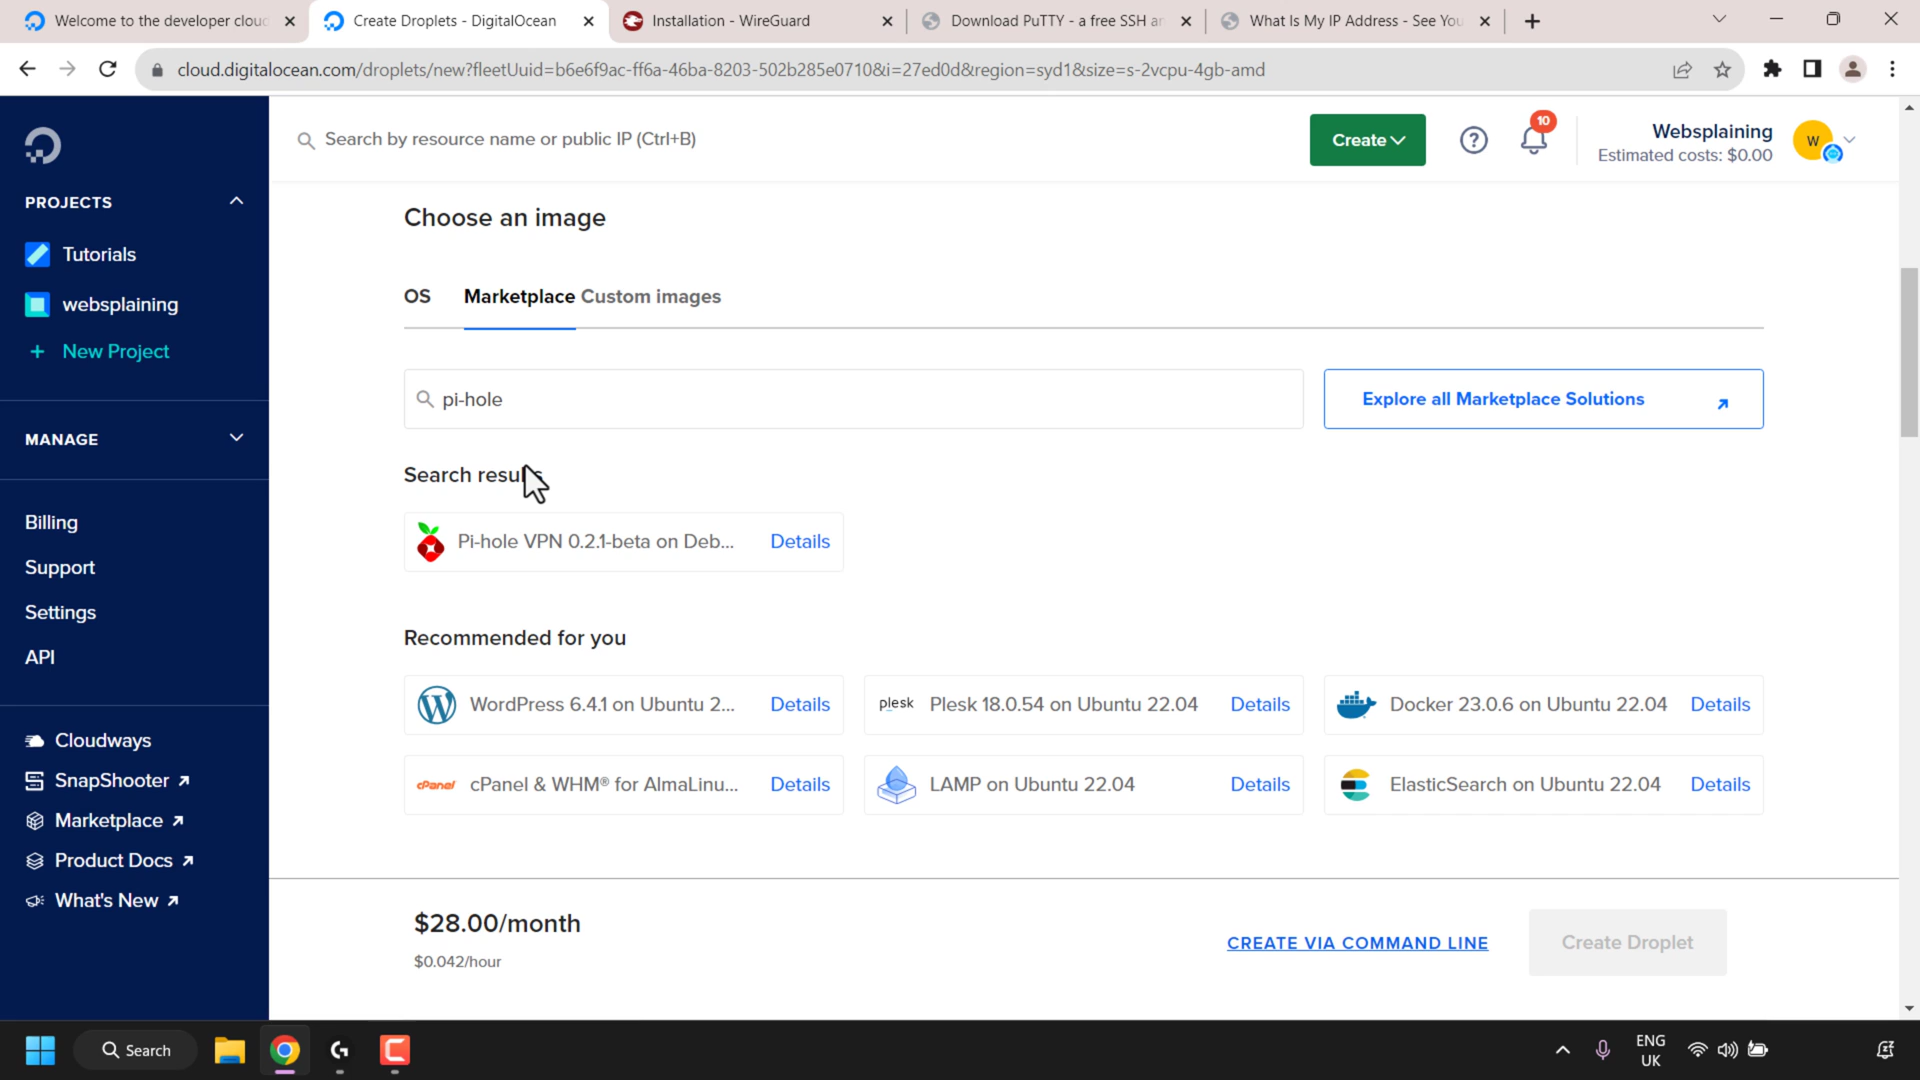 Welcome to the developer clou
Create Droplets - DigitalOcean
Installation - WireGuard
Download PuTTY - a free SSH an
What Is My IP Address - See You
cloud.digitalocean.com/droplets/new?fleetUuid=b6e6f9ac-ff6a-46ba-8203-502b285e0710&i=27ed0d&region=syd1&size=s-2vcpu-4gb-amd
Search by resource name or public IP (Ctrl+B)
Create
10
Websplaining
Estimated costs: $0.00
W
PROJECTS
Tutorials
websplaining
+ New Project
MANAGE
Billing
Support
Settings
API
Cloudways
SnapShooter
Marketplace
Product Docs
What's New
Choose an image
OS
Marketplace
Custom images
pi-hole
Explore all Marketplace Solutions
Search results
Pi-hole VPN 0.2.1-beta on Deb... Details
Recommended for you
WordPress 6.4.1 on Ubuntu 2... Details
plesk Plesk 18.0.54 on Ubuntu 22.04 Details
Docker 23.0.6 on Ubuntu 22.04 Details
cPanel cPanel & WHM® for AlmaLinu... Details
LAMP on Ubuntu 22.04 Details
ElasticSearch on Ubuntu 22.04 Details
$28.00/month
$0.042/hour
CREATE VIA COMMAND LINE
Create Droplet
Search
ENG
UK